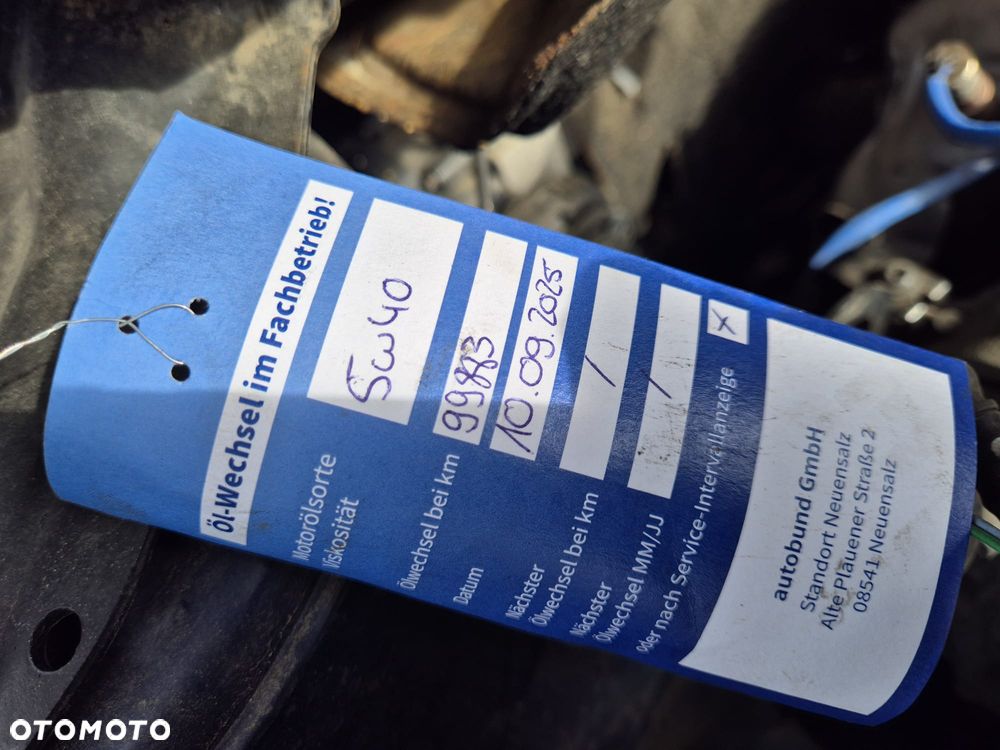 Öl-Wechsel im Fachbetrieb!
Motorölsorte
Viskosität
5w40
Ölwechsel bei km
Datum
10.09.2025
Nächster
Ölwechsel bei km
/
Nächster
Ölwechsel MM/JJ
/
oder nach Service-Intervallanzeige
x
autobund GmbH
Standort Neuensalz
Alte Plauener Straße 2
08541 Neuensalz
OTOMOTO